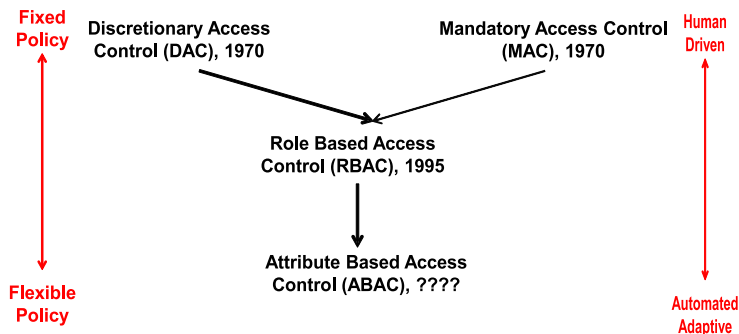 Fixed
Policy
Discretionary Access
Control (DAC), 1970
Mandatory Access Control
(MAC), 1970
Human
Driven
Role Based Access
Control (RBAC), 1995
Attribute Based Access
Control (ABAC), ????
Flexible
Policy
Automated
Adaptive